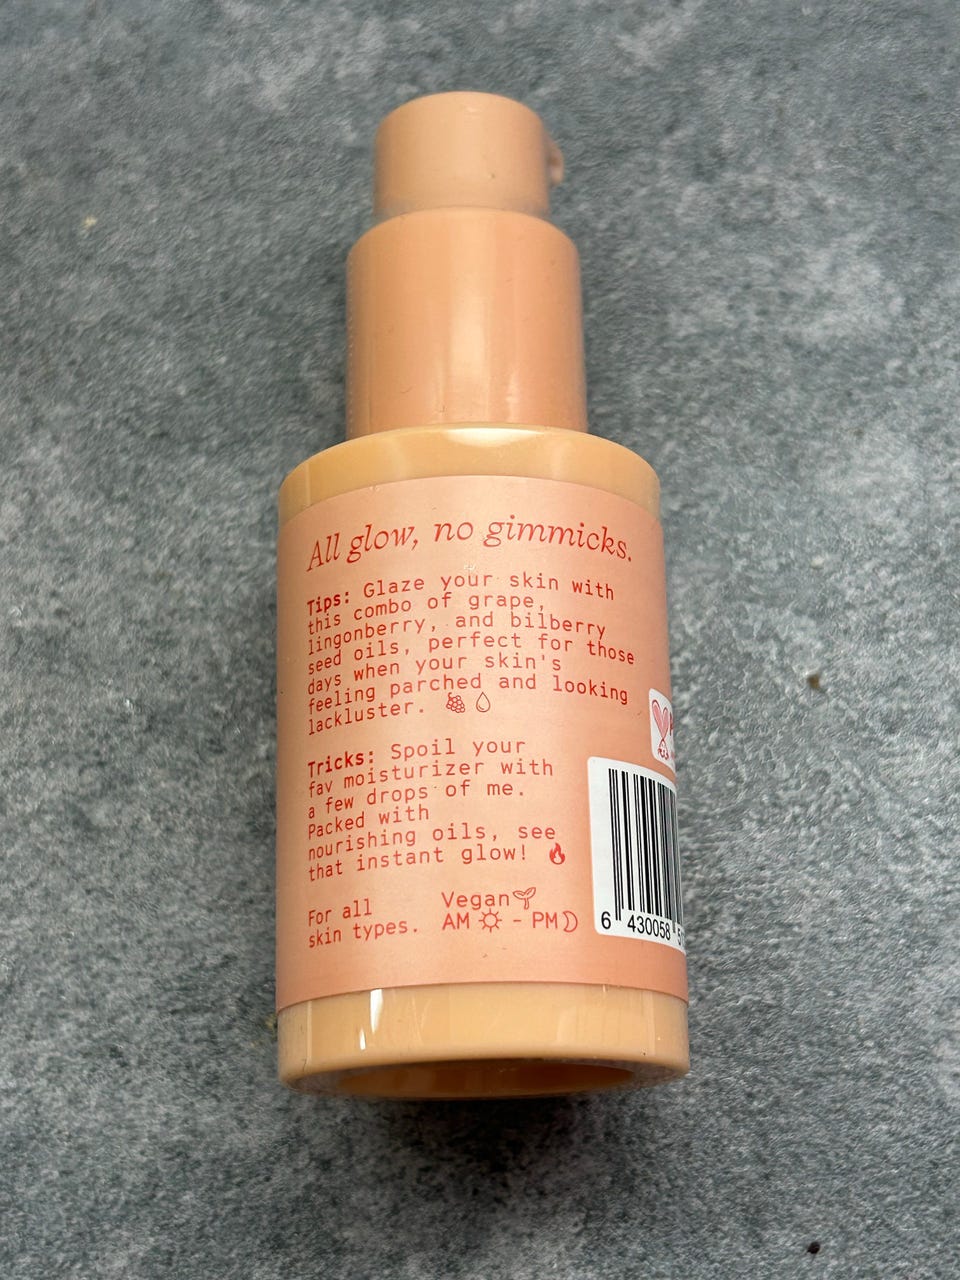 All glow, no gimmicks.
Tips: Glaze your skin with
this combo of grape,
lingonberry, and bilberry
seed oils, perfect for those
days when your skin's
feeling parched and looking
lackluster.
Tricks: Spoil your
fav moisturizer with
a few drops of me.
Packed with
nourishing oils, see
that instant glow!
For all
skin types.
Vegan
AM - PM
6 430058